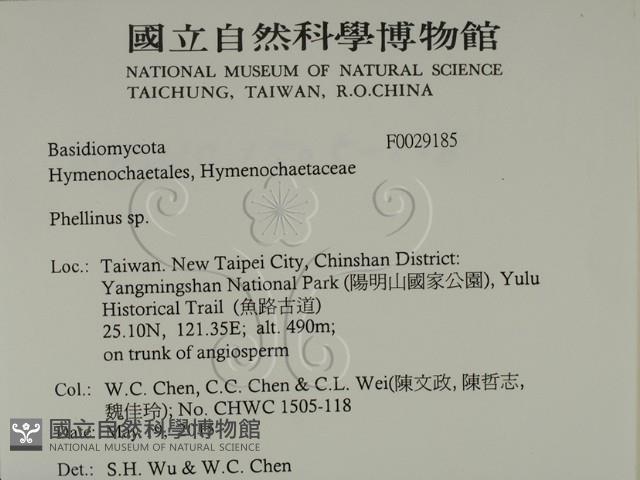 國立自然科學博物館
NATIONAL MUSEUM OF NATURAL SCIENCE
TAICHUNG, TAIWAN, R.O.CHINA
Basidiomycota F0029185
Hymenochaetales, Hymenochaetaceae
Phellinus sp.
Loc.: Taiwan. New Taipei City, Chinshan District:
Yangmingshan National Park (陽明山國家公園), Yulu
Historical Trail (魚路古道)
25.10N, 121.35E; alt. 490m;
on trunk of angiosperm
Col.: W.C. Chen, C.C. Chen & C.L. Wei(陳文政, 陳哲志,
魏佳玲); No. CHWC 1505-118
Date: May 19, 2015
國立自然科學博物館
NATIONAL MUSEUM OF NATURAL SCIENCE
Det.: S.H. Wu & W.C. Chen